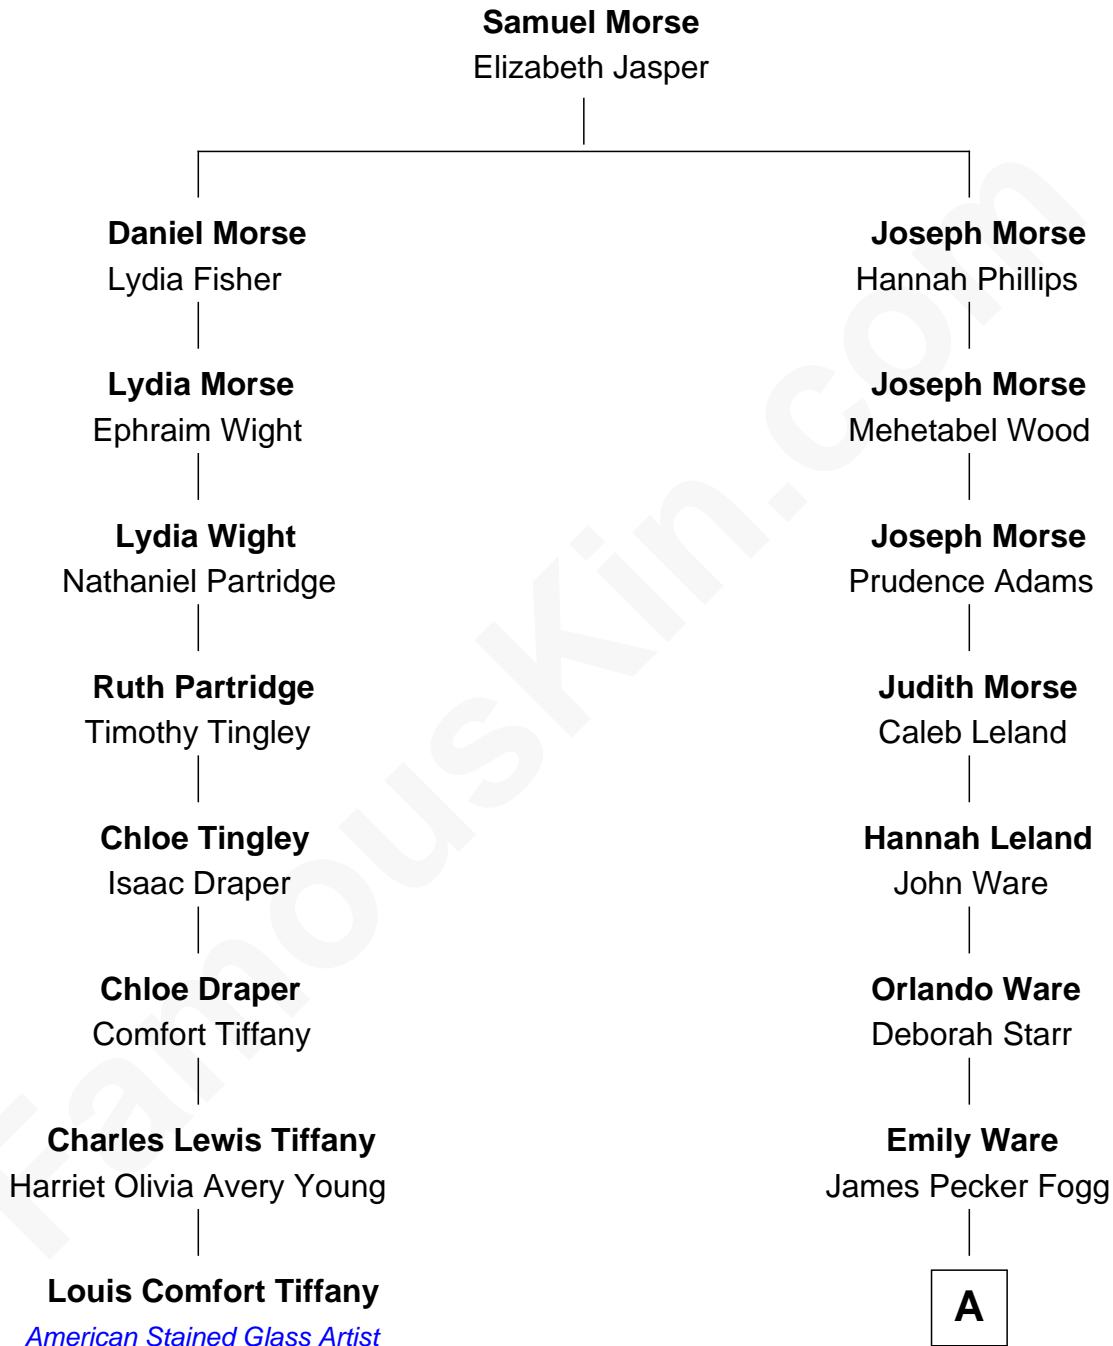 Samuel Morse
Elizabeth Jasper
Daniel Morse
Lydia Fisher
Joseph Morse
Hannah Phillips
Lydia Morse
Ephraim Wight
Joseph Morse
Mehetabel Wood
Lydia Wight
Nathaniel Partridge
Joseph Morse
Prudence Adams
Ruth Partridge
Timothy Tingley
Judith Morse
Caleb Leland
Chloe Tingley
Isaac Draper
Hannah Leland
John Ware
Chloe Draper
Comfort Tiffany
Orlando Ware
Deborah Starr
Charles Lewis Tiffany
Harriet Olivia Avery Young
Emily Ware
James Pecker Fogg
Louis Comfort Tiffany
American Stained Glass Artist
A
FamousKin.com